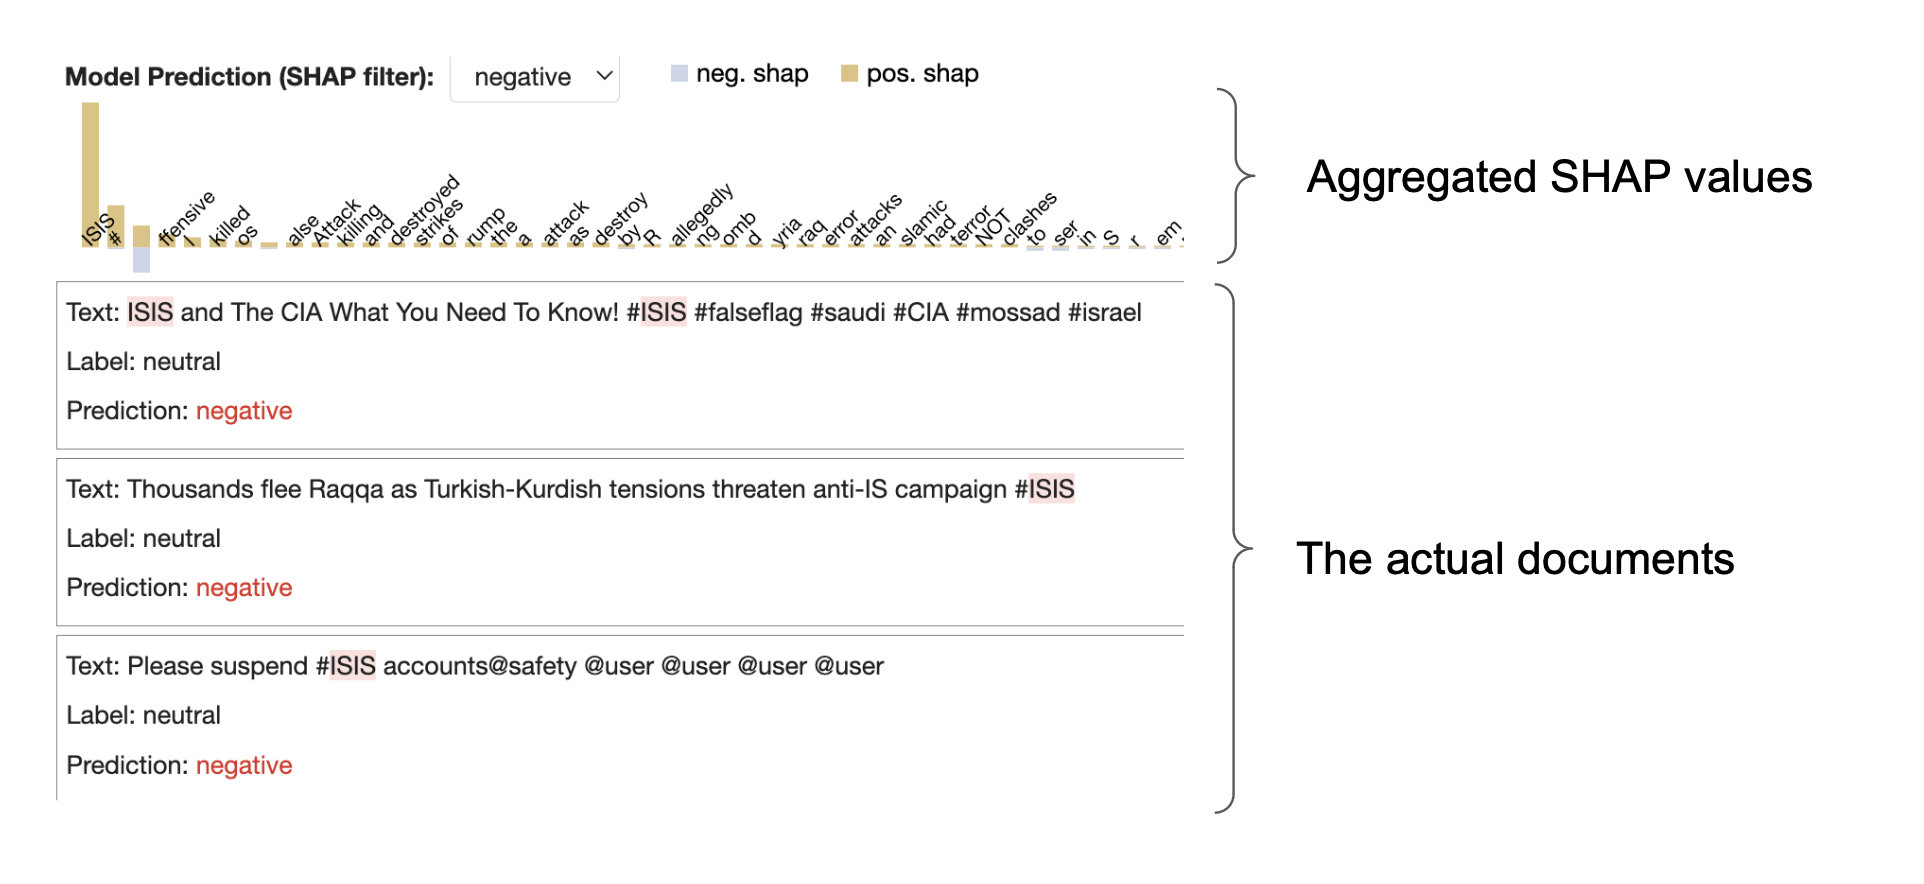 Model Prediction (SHAP filter): negative neg. shap pos. shap
ISIS # ffensive I killed os alse Attack killing and destroyed strikes of rump the a attack as destroy by R allegedly ng omb d yria raq error attacks an slamic had terror NOT clashes to ser in S r em
Aggregated SHAP values
Text: ISIS and The CIA What You Need To Know! #ISIS #falseflag #saudi #CIA #mossad #israel
Label: neutral
Prediction: negative
Text: Thousands flee Raqqa as Turkish-Kurdish tensions threaten anti-IS campaign #ISIS
Label: neutral
Prediction: negative
The actual documents
Text: Please suspend #ISIS accounts@safety @user @user @user @user
Label: neutral
Prediction: negative